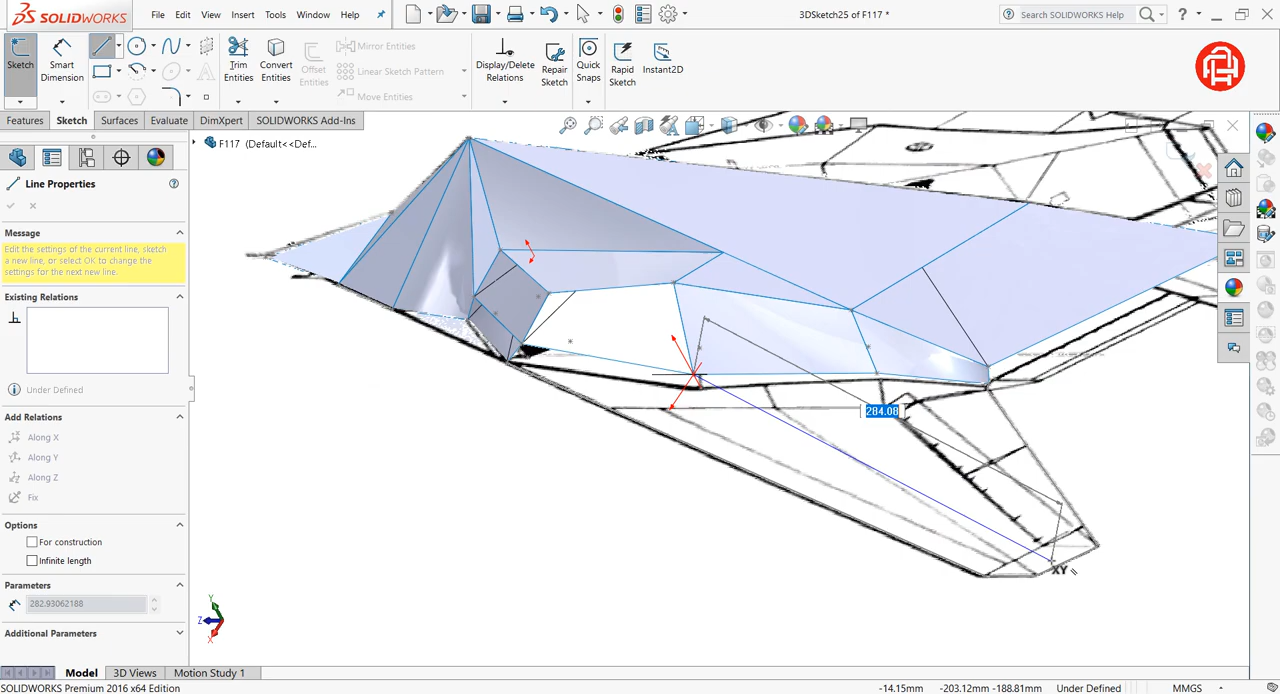 SOLIDWORKS File Edit View Insert Tools Window Help 3DSketch25 of F117 * Search SOLIDWORKS Help ?
Sketch Smart Dimension Trim Entities Convert Entities Offset Entities Mirror Entities Linear Sketch Pattern Move Entities Display/Delete Relations Repair Sketch Quick Snaps Rapid Sketch Instant2D
Features Sketch Surfaces Evaluate DimXpert SOLIDWORKS Add-Ins
F117 (Default<<Def...
Line Properties
Message
Edit the settings of the current line, sketch
a new line, or select OK to change the
settings for the next new line.
Existing Relations
Under Defined
Add Relations
Along X
Along Y
Along Z
Fix
Options
For construction
Infinite length
Parameters
282.93062188
Additional Parameters
284.08
XY
Y
Z
X
Model 3D Views Motion Study 1
SOLIDWORKS Premium 2016 x64 Edition -14.15mm -203.12mm -188.81mm Under Defined MMGS